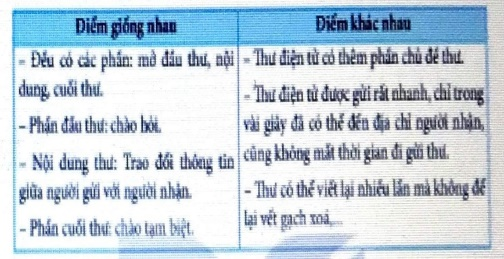 Điểm giống nhau
- Đều có các phần: mở đầu thư, nội
dung, cuối thư.
- Phần đầu thư: chào hỏi.
- Nội dung thư: Trao đổi thông tin
giữa người gửi với người nhận.
- Phần cuối thư: chào tạm biệt.
Điểm khác nhau
- Thư điện tử có thêm phần chủ đề thư.
- Thư điện tử được gửi rất nhanh, chỉ trong
vài giây đã có thể đến địa chỉ người nhận,
cũng không mất thời gian đi gửi thư.
- Thư có thể viết lại nhiều lần mà không để
lại vết gạch xoá,...